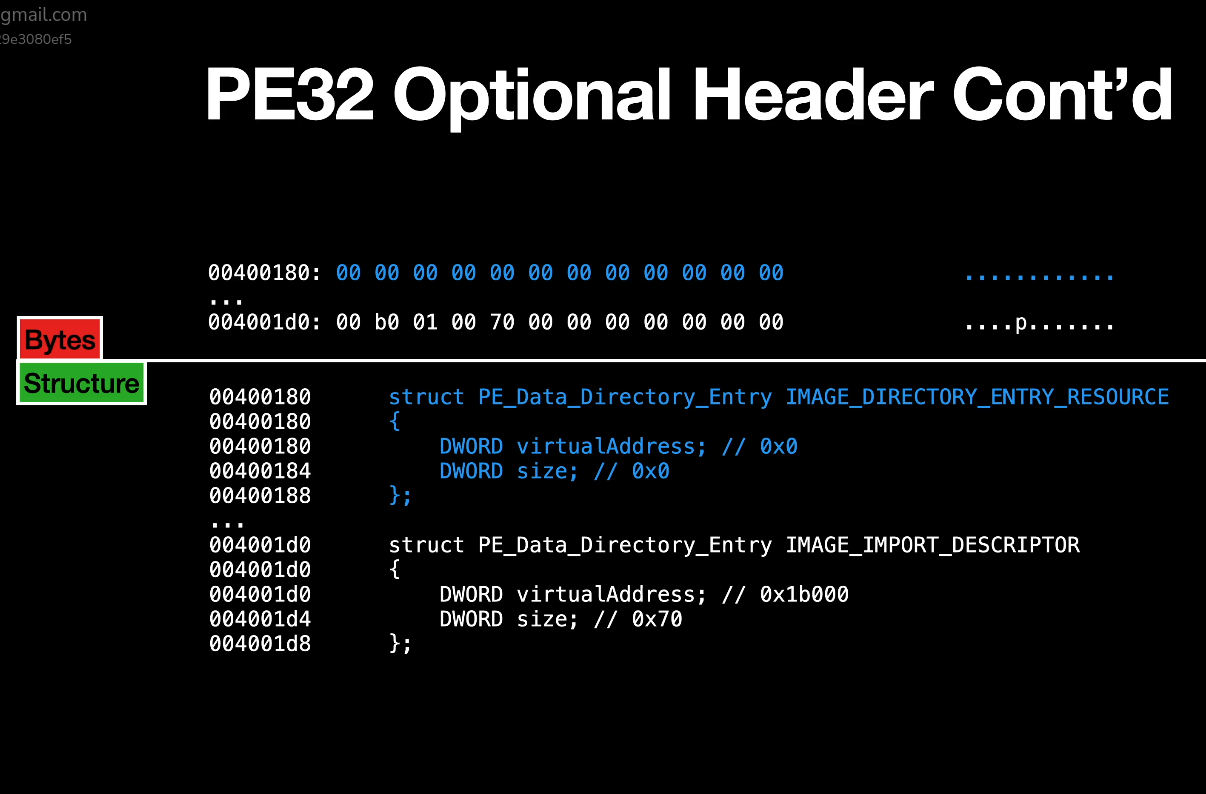 gmail.com
9e3080ef5
PE32 Optional Header Cont’d
00400180: 00 00 00 00 00 00 00 00 00 00 00 00 ............
...
004001d0: 00 b0 01 00 70 00 00 00 00 00 00 00 ....p.......
Bytes
Structure
00400180 struct PE_Data_Directory_Entry IMAGE_DIRECTORY_ENTRY_RESOURCE
00400180 {
00400180 DWORD virtualAddress; // 0x0
00400184 DWORD size; // 0x0
00400188 };
...
004001d0 struct PE_Data_Directory_Entry IMAGE_IMPORT_DESCRIPTOR
004001d0 {
004001d0 DWORD virtualAddress; // 0x1b000
004001d4 DWORD size; // 0x70
004001d8 };